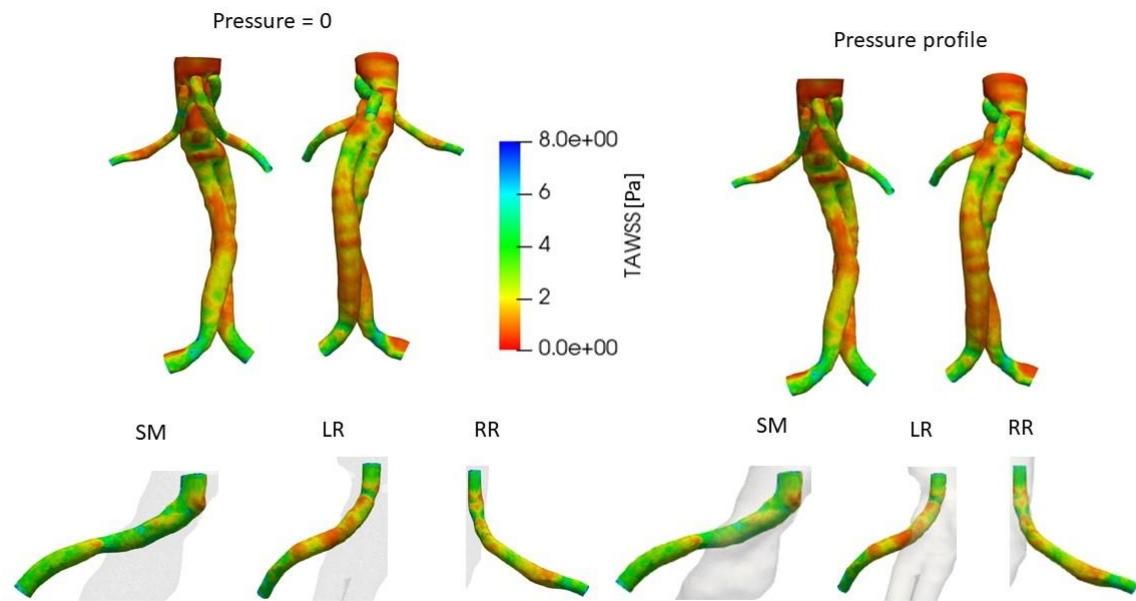 Pressure = 0
Pressure profile
8.0e+00
6
4
2
0.0e+00
TAWSS[Pa]
SM
LR
RR
SM
LR
RR